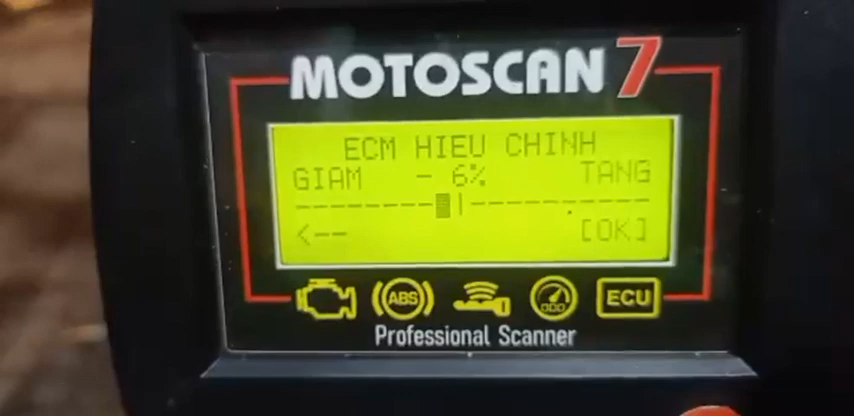 MOTOSCAN 7
ECM HIEU CHINH
GIAM - 6% TANG
--------█|----------
<-- [OK]
ABS ECU
Professional Scanner